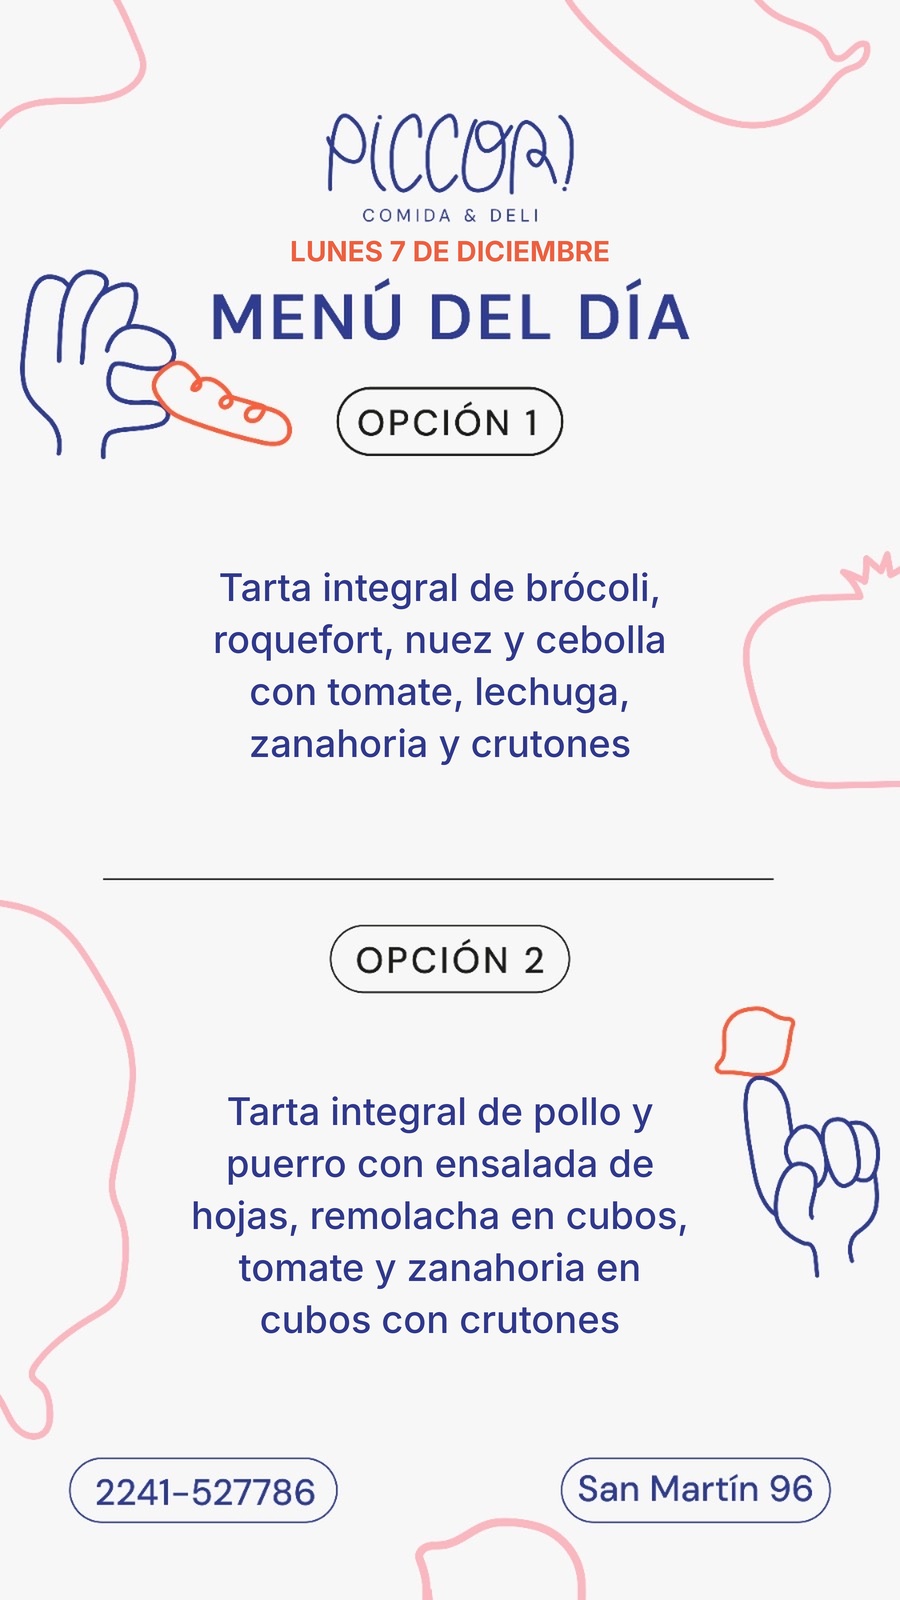 PiCCOR!
COMIDA & DELI
LUNES 7 DE DICIEMBRE
MENÚ DEL DÍA
OPCIÓN 1
Tarta integral de brócoli,
roquefort, nuez y cebolla
con tomate, lechuga,
zanahoria y crutones
OPCIÓN 2
Tarta integral de pollo y
puerro con ensalada de
hojas, remolacha en cubos,
tomate y zanahoria en
cubos con crutones
2241-527786
San Martín 96